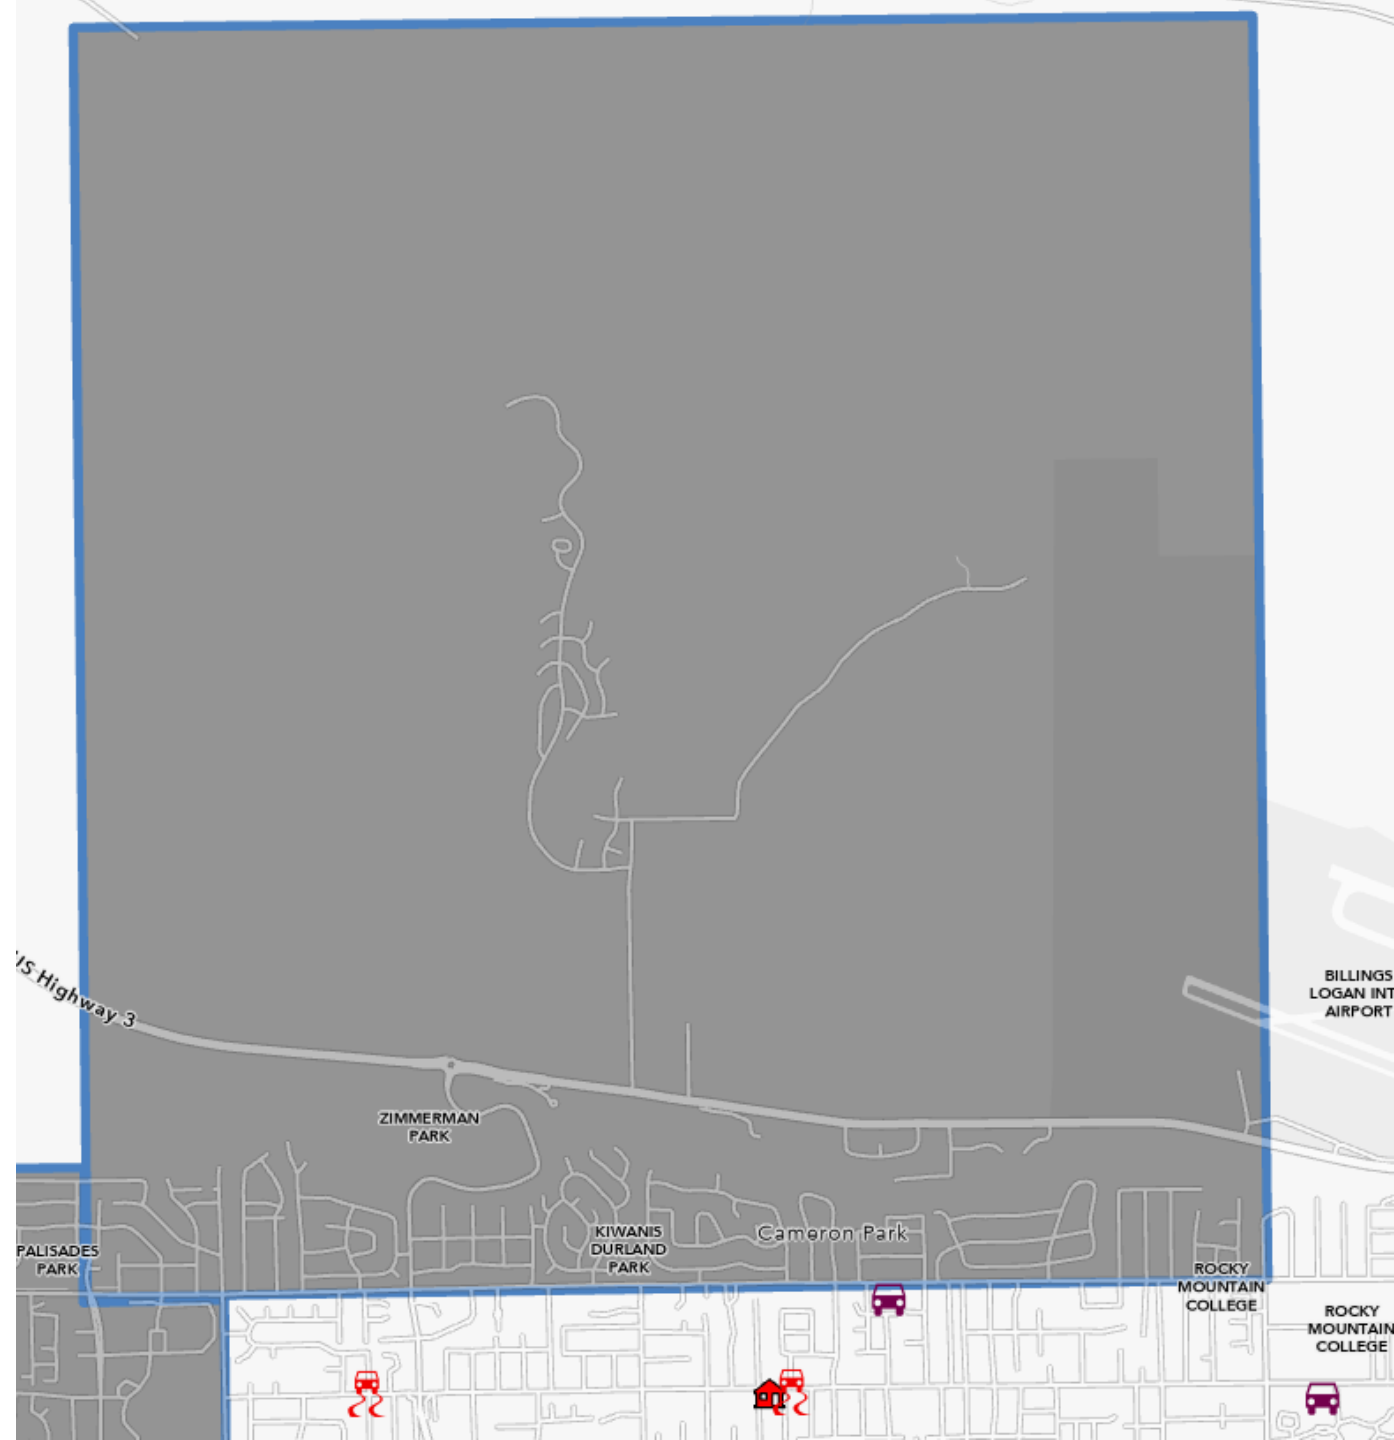 US Highway 3
BILLINGS
LOGAN INT
AIRPORT
ZIMMERMAN
PARK
KIWANIS
DURLAND
PARK
Cameron Park
PALISADES
PARK
ROCKY
MOUNTAIN
COLLEGE
ROCKY
MOUNTAIN
COLLEGE